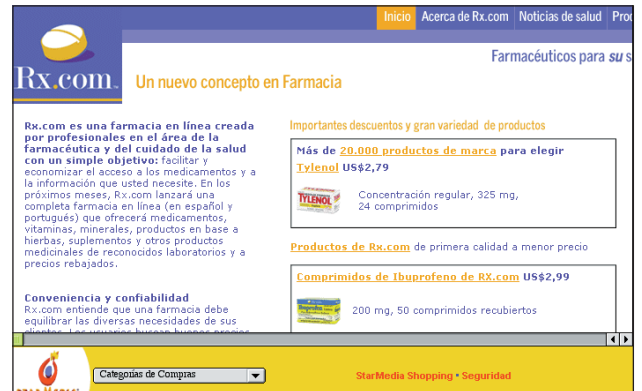 Inicio Acerca de Rx.com Noticias de salud
Farmacéuticos para su
Rx.com
Un nuevo concepto en Farmacia
Rx.com es una farmacia en línea creada
por profesionales en el área de la
farmacéutica y del cuidado de la salud
con un simple objetivo: facilitar y
economizar el acceso a los medicamentos y a
la información que usted necesite. En los
próximos meses, Rx.com lanzará una
completa farmacia en línea (en español y
portugués) que ofrecerá medicamentos,
vitaminas, minerales, productos en base a
hierbas, suplementos y otros productos
medicinales de reconocidos laboratorios y a
precios rebajados.
Conveniencia y confiabilidad
Rx.com entiende que una farmacia debe
equilibrar las diversas necesidades de sus
Importantes descuentos y gran variedad de productos
Más de 20.000 productos de marca para elegir
Tylenol US$2,79
TYLENOL
Concentración regular, 325 mg,
24 comprimidos
Productos de Rx.com de primera calidad a menor precio
Comprimidos de Ibuprofeno de RX.com US$2,99
200 mg, 50 comprimidos recubiertos
Categorías de Compras
StarMedia Shopping • Seguridad